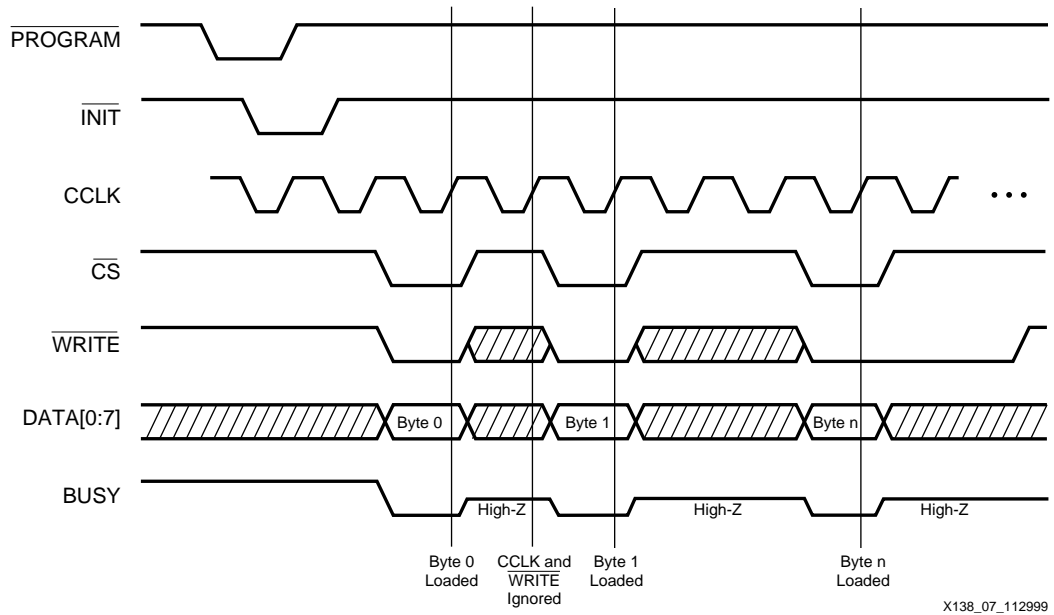 PROGRAM
INIT
CCLK
...
CS
WRITE
DATA[0:7]
Byte 0
Byte 1
Byte n
BUSY
High-Z
High-Z
High-Z
Byte 0
Loaded
CCLK and
WRITE
Ignored
Byte 1
Loaded
Byte n
Loaded
X138_07_112999